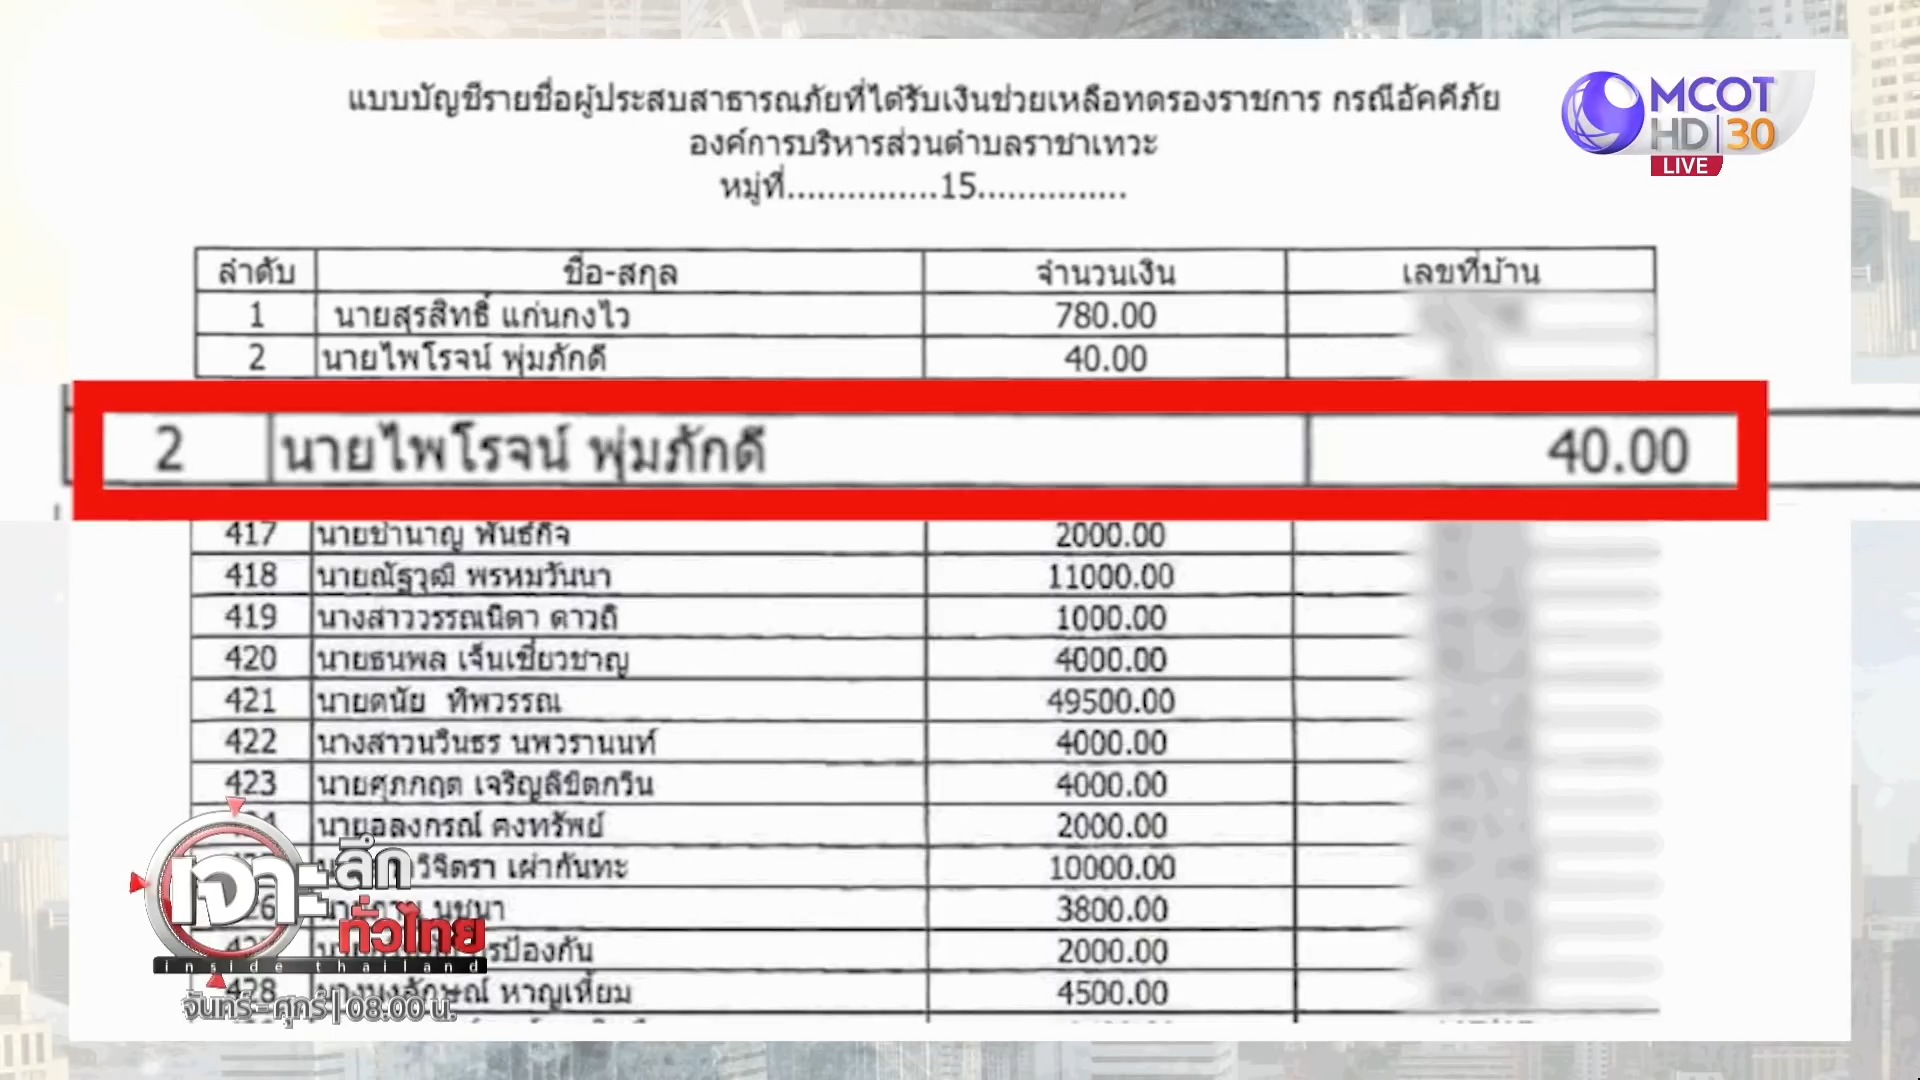 แบบบัญชีรายชื่อผู้ประสบสาธารณภัยที่ได้รับเงินช่วยเหลือทดรองราชการ กรณีอัคคีภัย
องค์การบริหารส่วนตำบลราชาเทวะ
หมู่ที่...............15...............
MCOT
HD 30
LIVE
ลำดับ ชื่อ-สกุล จำนวนเงิน เลขที่บ้าน
1 นายสุรสิทธิ์ แก่นกงไว 780.00
2 นายไพโรจน์ พุ่มภักดี 40.00
2 นายไพโรจน์ พุ่มภักดี 40.00
417 นายชำนาญ พันธ์กิจ 2000.00
418 นายณัฐวุฒิ พรหมวันนา 11000.00
419 นางสาววรรณนิดา ดาวถิ 1000.00
420 นายธนพล เจ็นเชี่ยวชาญ 4000.00
421 นายดนัย ทิพวรรณ 49500.00
422 นางสาวนวินธร นพวรานนท์ 4000.00
423 นายศุภกฤต เจริญลิขิตกวิน 4000.00
นายอลงกรณ์ คงทรัพย์ 2000.00
วิจิตรา เผ่ากันทะ 10000.00
นุชนา 3800.00
2000.00
428 นางนงลักษณ์ หาญเหี้ยม 4500.00
เจาะลึกทั่วไทย
inside thailand
จันทร์-ศุกร์ | 08.00 น.